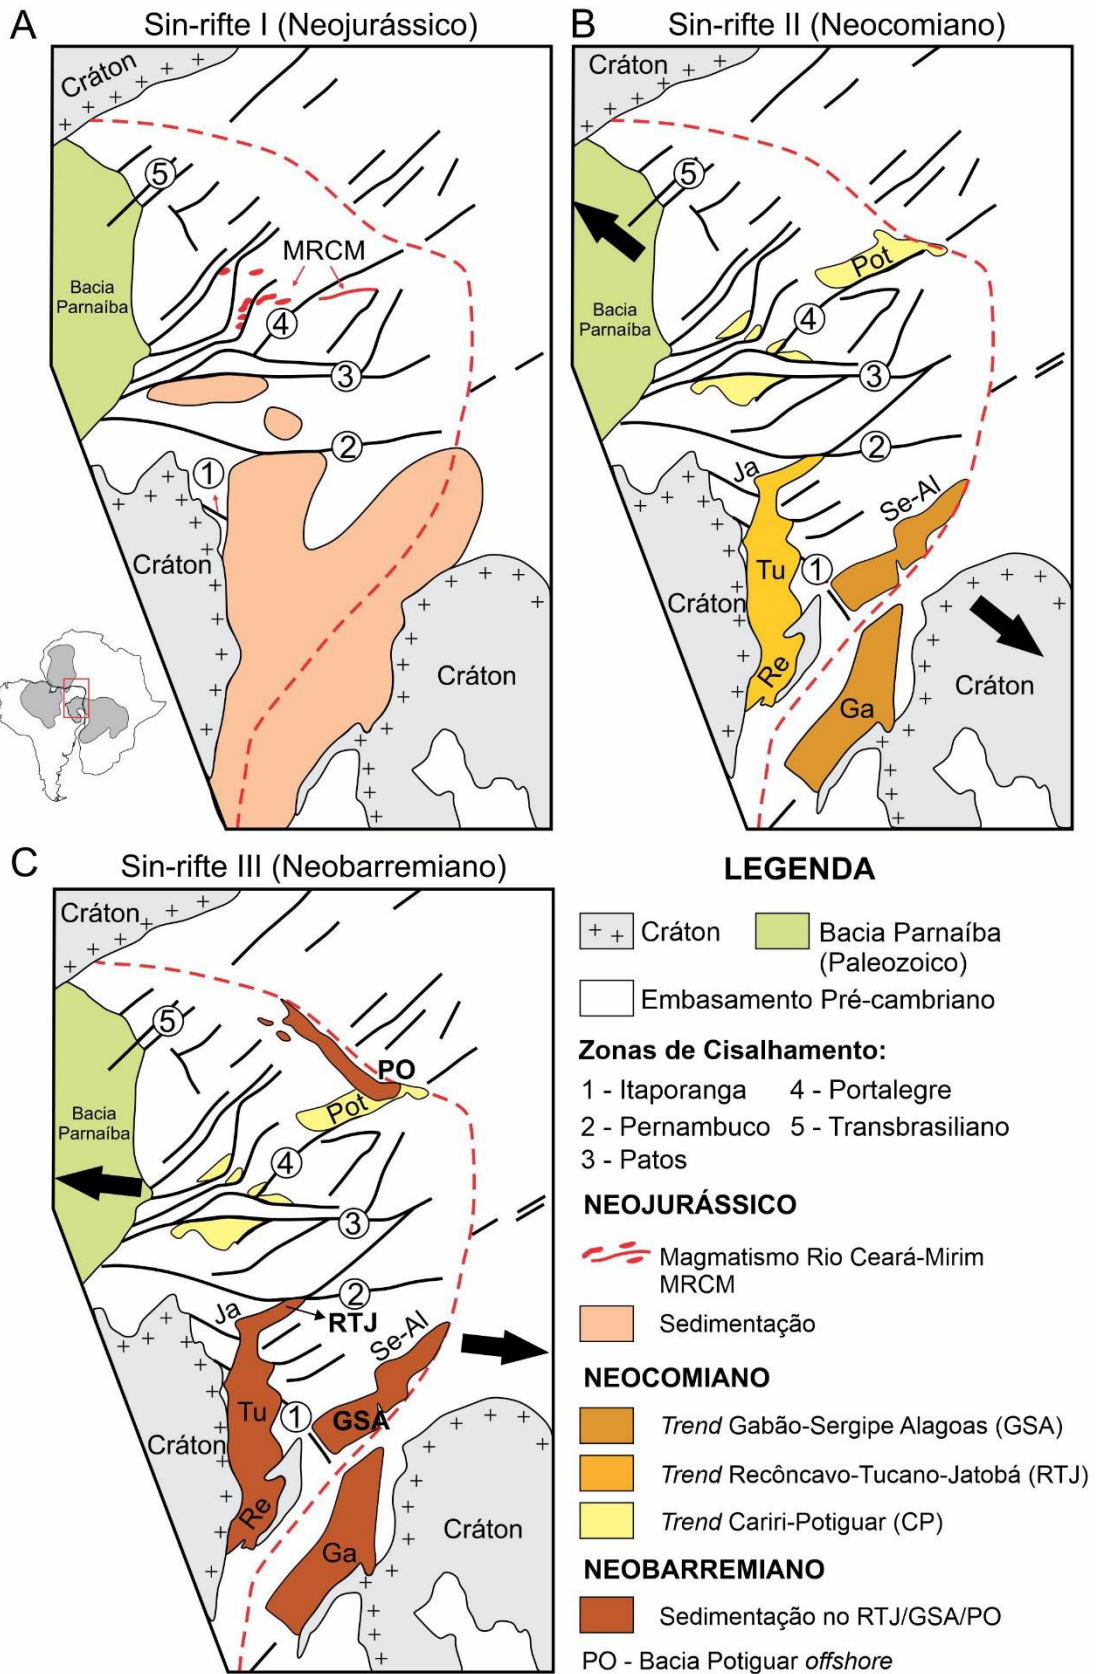 A
Sin-rifte I (Neojurássico)
Cráton
5
Bacia
Parnaíba
MRCM
4
3
2
1
Cráton
Cráton
B
Sin-rifte II (Neocomiano)
Cráton
5
Bacia
Parnaíba
Pot
4
3
2
Ja
Se-Al
Tu
1
Cráton
Re
Ga
Cráton
C
Sin-rifte III (Neobarremiano)
Cráton
5
PO
Bacia
Parnaíba
Pot
4
3
2
Ja
RTJ
Se-Al
Tu
1
GSA
Cráton
Re
Ga
Cráton
LEGENDA
Cráton
Bacia Parnaíba
(Paleozoico)
Embasamento Pré-cambriano
Zonas de Cisalhamento:
1 - Itaporanga 4 - Portalegre
2 - Pernambuco 5 - Transbrasiliano
3 - Patos
NEOJURÁSSICO
Magmatismo Rio Ceará-Mirim
MRCM
Sedimentação
NEOCOMIANO
Trend Gabão-Sergipe Alagoas (GSA)
Trend Recôncavo-Tucano-Jatobá (RTJ)
Trend Cariri-Potiguar (CP)
NEOBARREMIANO
Sedimentação no RTJ/GSA/PO
PO - Bacia Potiguar offshore